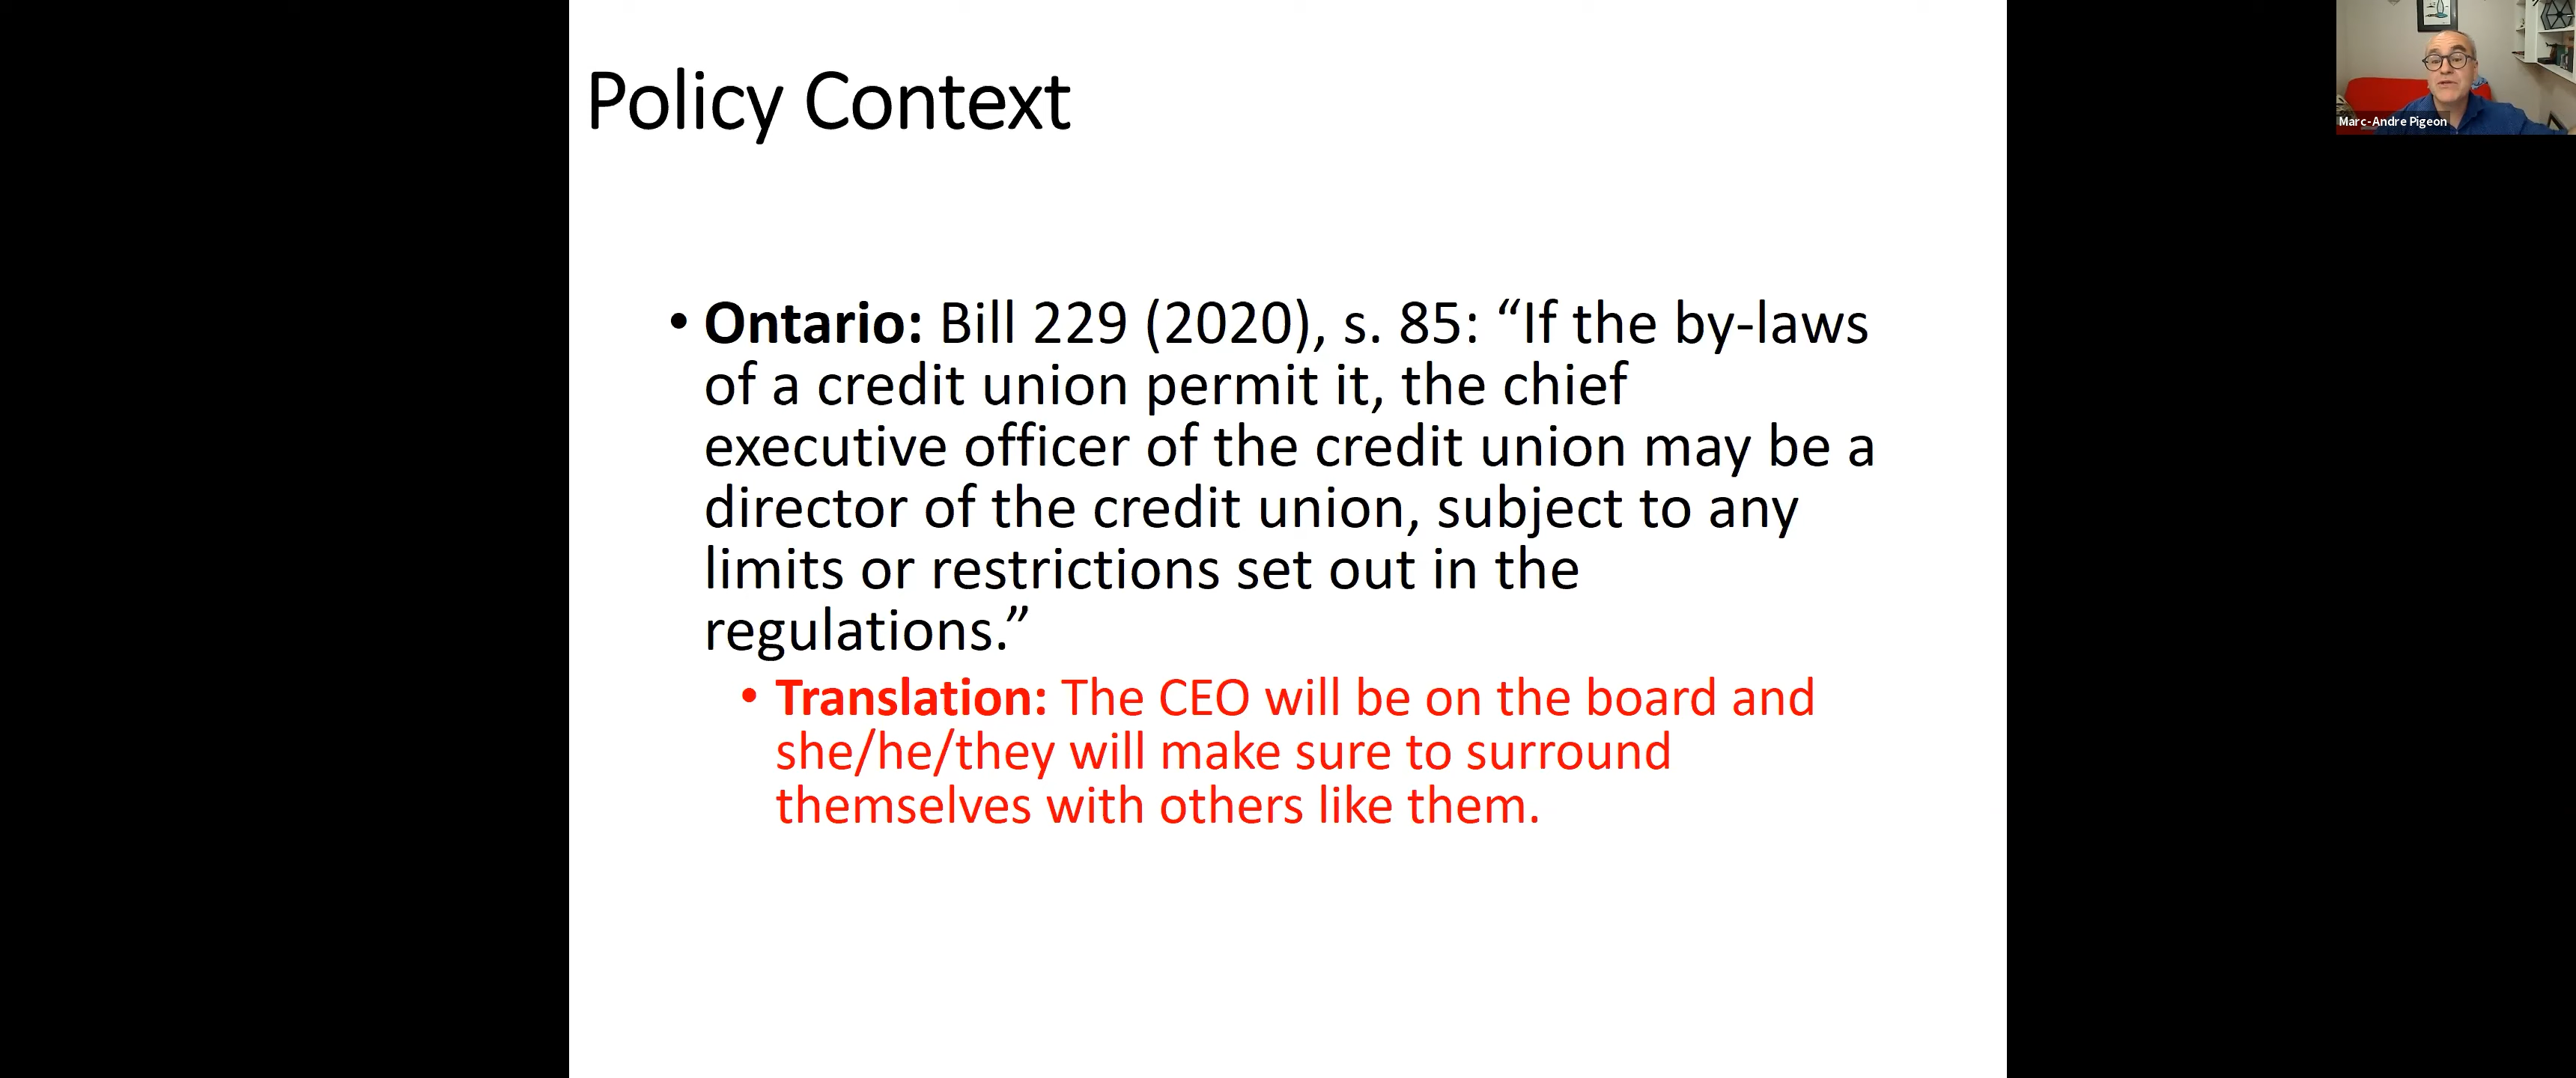 Policy Context
• Ontario: Bill 229 (2020), s. 85: “If the by-laws
of a credit union permit it, the chief
executive officer of the credit union may be a
director of the credit union, subject to any
limits or restrictions set out in the
regulations.”
• Translation: The CEO will be on the board and
she/he/they will make sure to surround
themselves with others like them.
Marc-Andre Pigeon